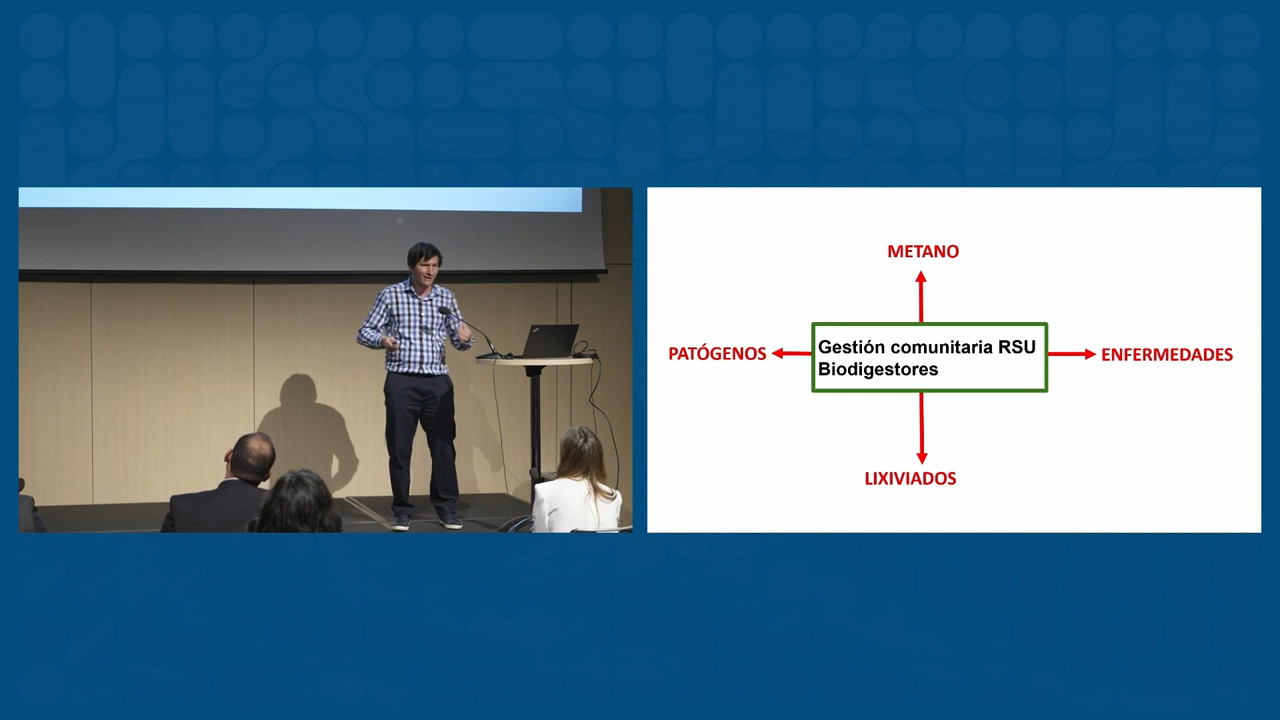 METANO
PATÓGENOS
Gestión comunitaria RSU
Biodigestores
ENFERMEDADES
LIXIVIADOS